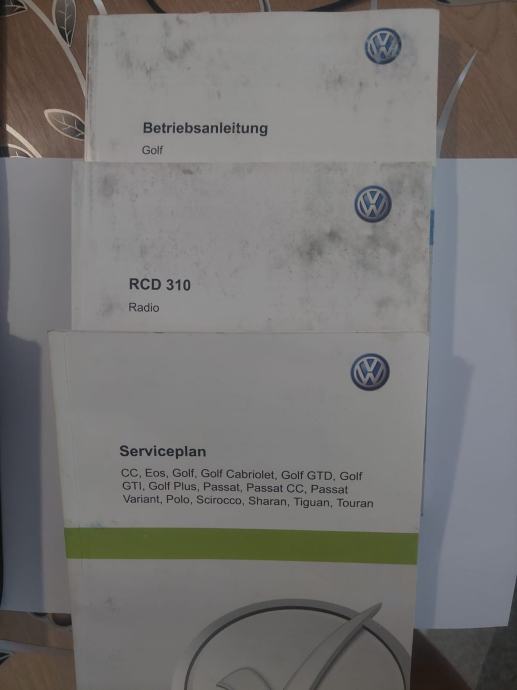 Betriebsanleitung
Golf
RCD 310
Radio
Serviceplan
CC, Eos, Golf, Golf Cabriolet, Golf GTD, Golf
GTI, Golf Plus, Passat, Passat CC, Passat
Variant, Polo, Scirocco, Sharan, Tiguan, Touran